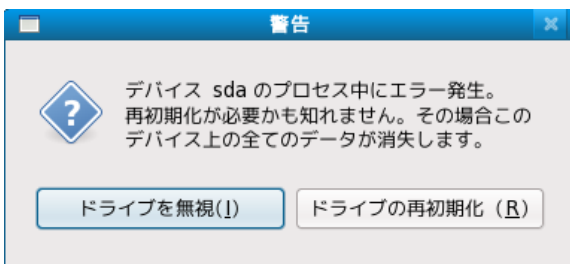 警告
デバイス sda のプロセス中にエラー発生。
再初期化が必要かも知れません。その場合この
デバイス上の全てのデータが消失します。
ドライブを無視(I)
ドライブの再初期化 (R)